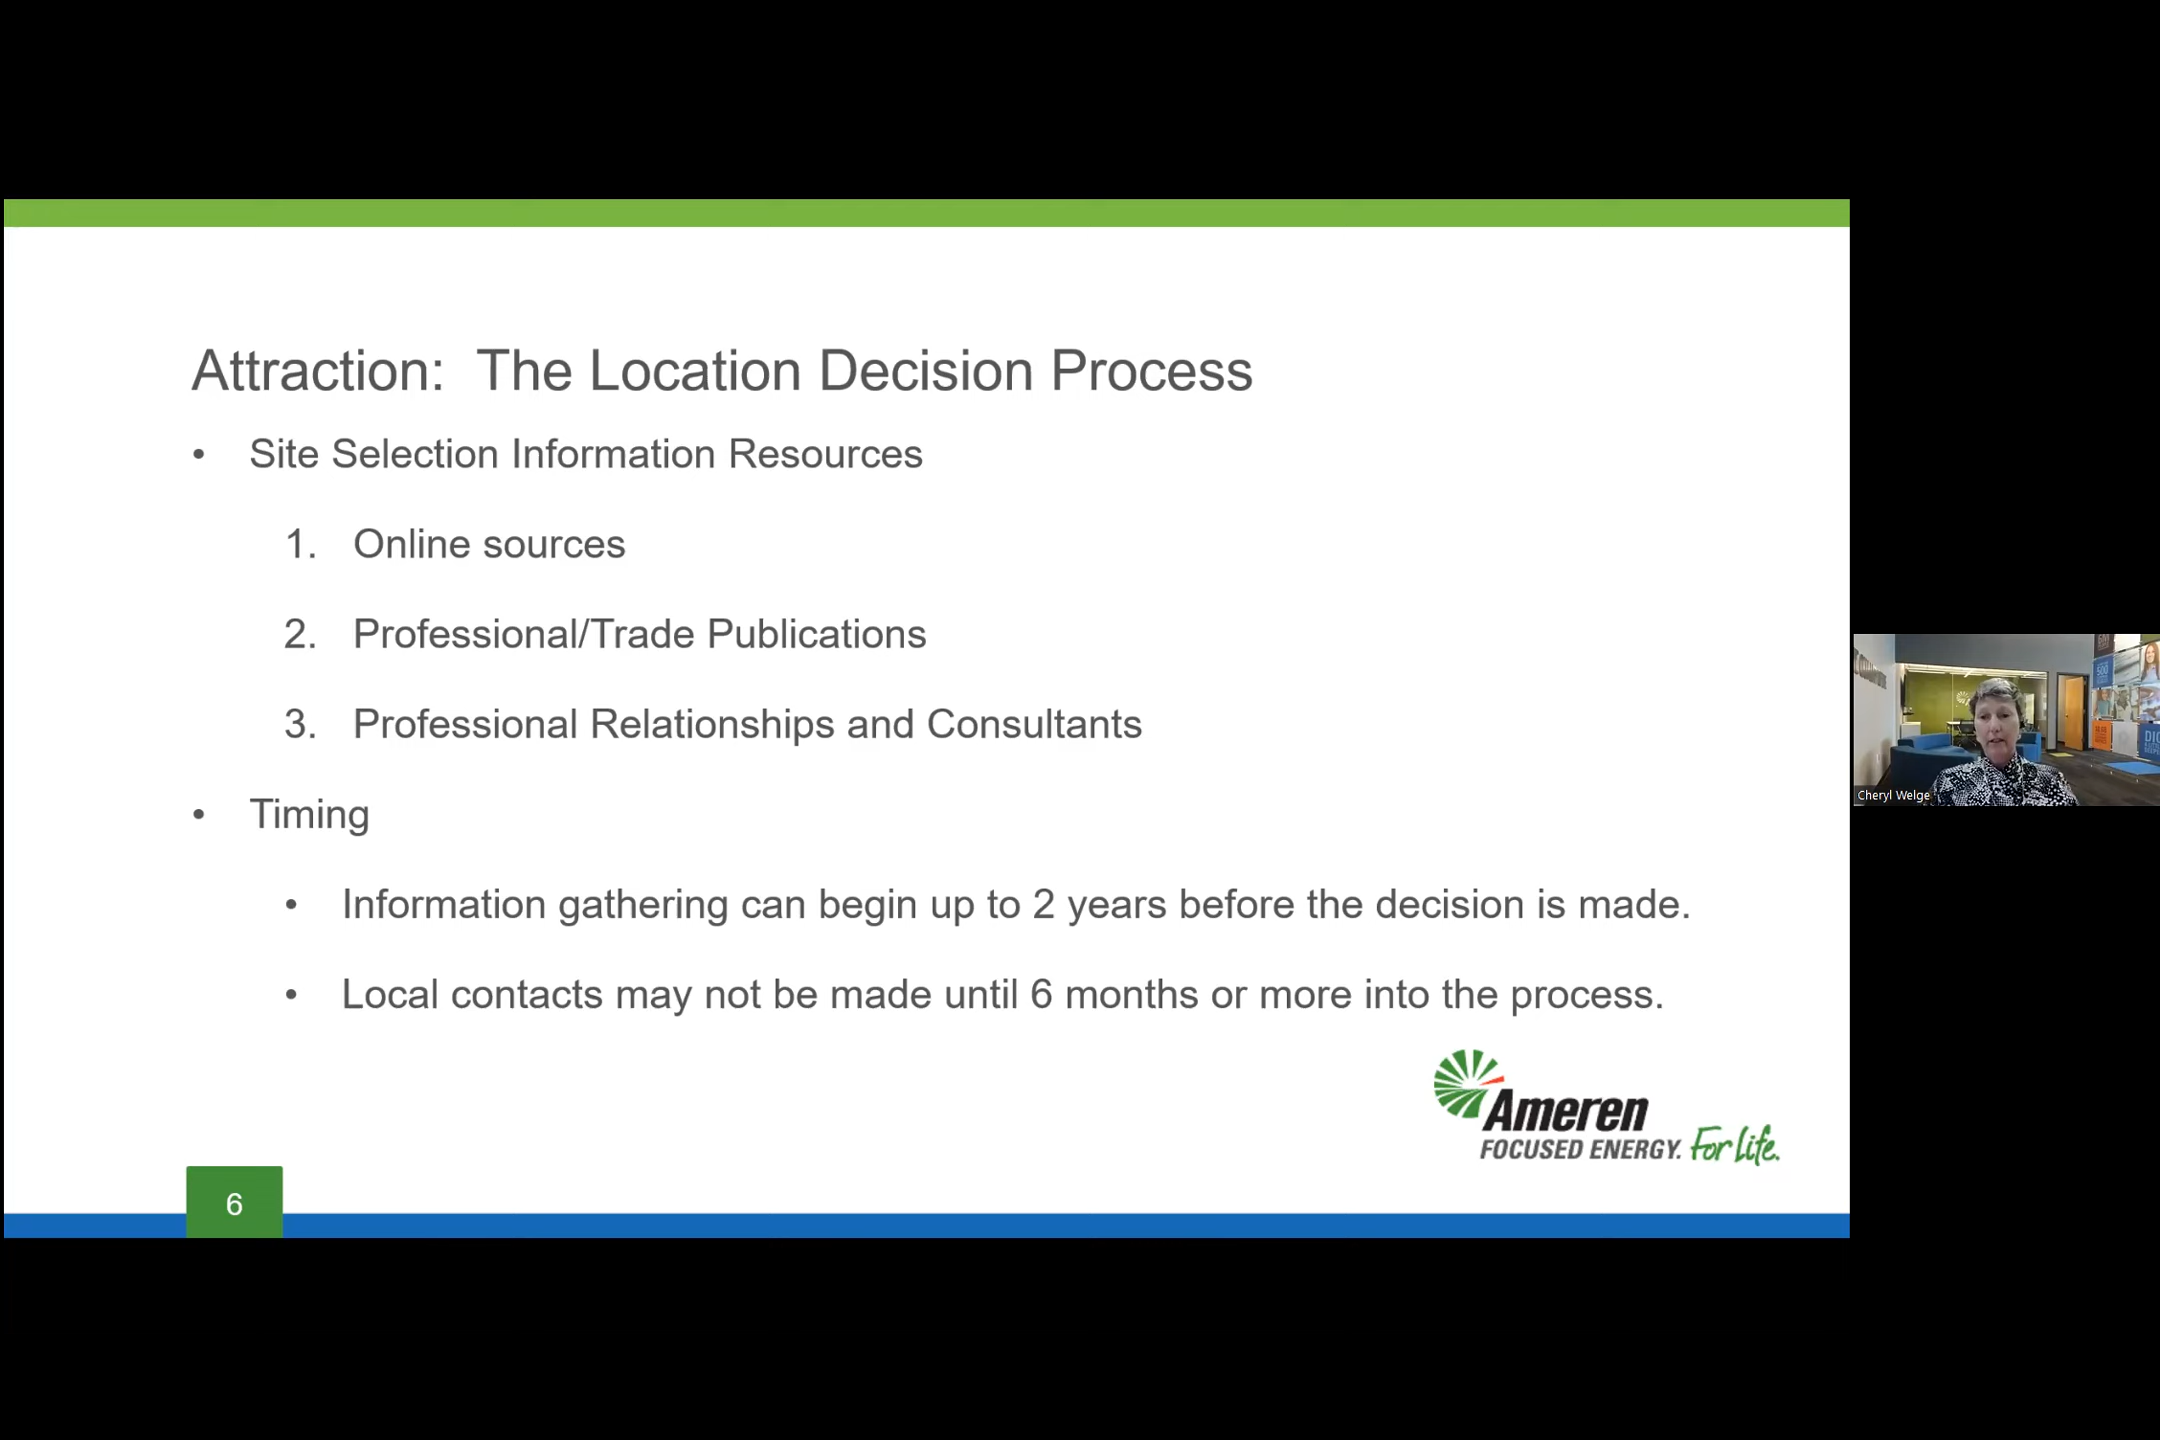 Attraction:  The Location Decision Process
• Site Selection Information Resources
1. Online sources
2. Professional/Trade Publications
3. Professional Relationships and Consultants
• Timing
• Information gathering can begin up to 2 years before the decision is made.
• Local contacts may not be made until 6 months or more into the process.
Ameren
FOCUSED ENERGY. For Life.
6
Cheryl Welge